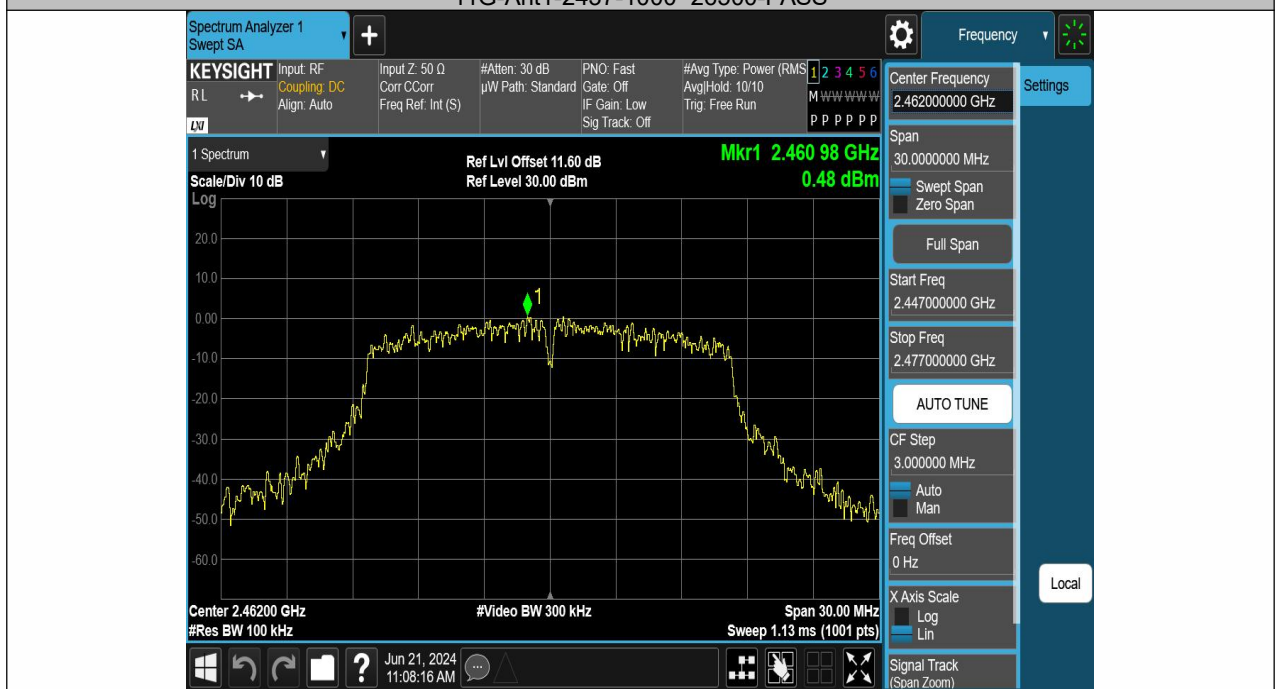 Spectrum Analyzer 1
Swept SA
Frequency
KEYSIGHT
RL
LXI
Input: RF
Coupling: DC
Align: Auto
Input Z: 50 Ω
Corr CCorr
Freq Ref: Int (S)
#Atten: 30 dB
µW Path: Standard
PNO: Fast
Gate: Off
IF Gain: Low
Sig Track: Off
#Avg Type: Power (RMS
Avg|Hold: 10/10
Trig: Free Run
1 2 3 4 5 6
M W W W W W
P P P P P P
1 Spectrum
Scale/Div 10 dB
Log
Ref Lvl Offset 11.60 dB
Ref Level 30.00 dBm
Mkr1 2.460 98 GHz
0.48 dBm
1
20.0
10.0
0.00
-10.0
-20.0
-30.0
-40.0
-50.0
-60.0
Center 2.46200 GHz
#Res BW 100 kHz
#Video BW 300 kHz
Span 30.00 MHz
Sweep 1.13 ms (1001 pts)
Center Frequency
2.462000000 GHz
Settings
Span
30.0000000 MHz
Swept Span
Zero Span
Full Span
Start Freq
2.447000000 GHz
Stop Freq
2.477000000 GHz
AUTO TUNE
CF Step
3.000000 MHz
Auto
Man
Freq Offset
0 Hz
X Axis Scale
Log
Lin
Local
Signal Track
(Span Zoom)
?
Jun 21, 2024
11:08:16 AM